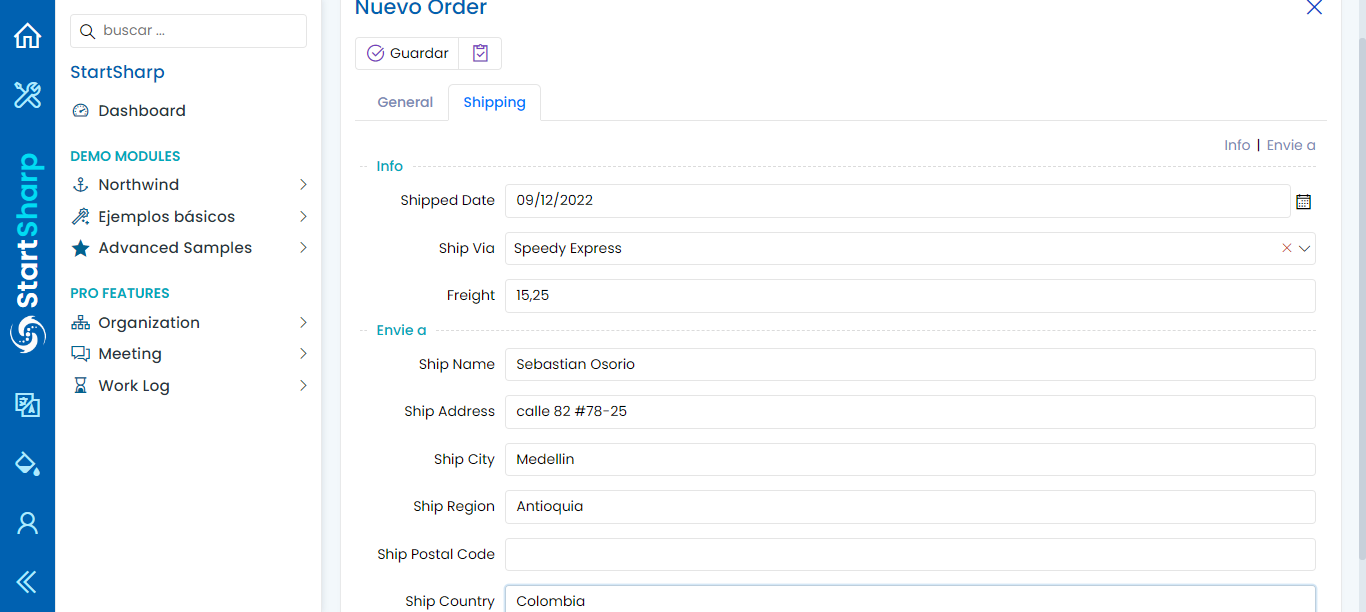 Nuevo Order
buscar ...
Guardar
StartSharp
General
Shipping
Dashboard
Info | Envie a
DEMO MODULES
Info
Northwind
Shipped Date
09/12/2022
Ejemplos básicos
Advanced Samples
Ship Via
Speedy Express
PRO FEATURES
Freight
15,25
Organization
Envie a
Meeting
Ship Name
Sebastian Osorio
Work Log
Ship Address
calle 82 #78-25
Ship City
Medellin
Ship Region
Antioquia
Ship Postal Code
Ship Country
Colombia
StartSharp